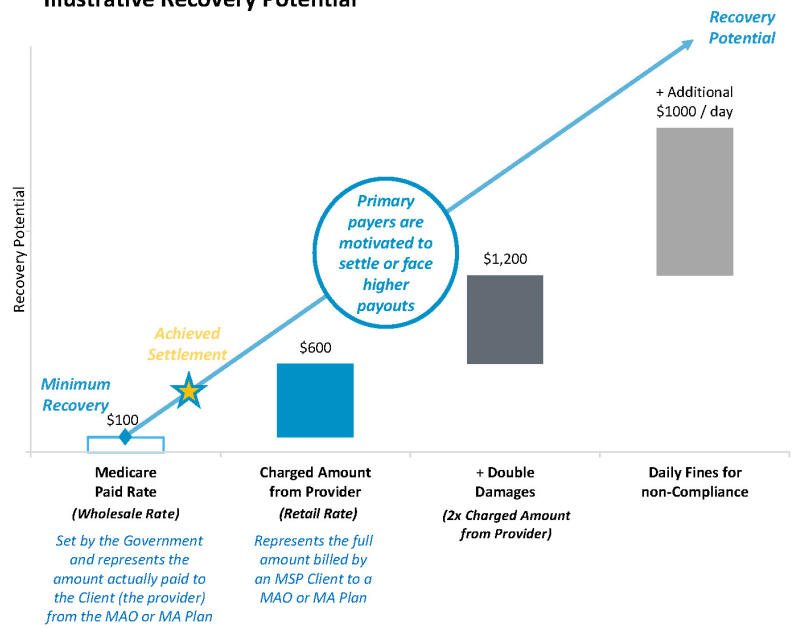 Illustrative Recovery Potential
Recovery
Potential
+ Additional
$1000 / day
Primary
payers are
motivated to
settle or face
higher
payouts
$1,200
Recovery Potential
Achieved
Settlement
$600
Minimum
Recovery
$100
Medicare
Paid Rate
(Wholesale Rate)
Set by the Government
and represents the
amount actually paid to
the Client (the provider)
from the MAO or MA Plan
Charged Amount
from Provider
(Retail Rate)
Represents the full
amount billed by
an MSP Client to a
MAO or MA Plan
+ Double
Damages
(2x Charged Amount
from Provider)
Daily Fines for
non-Compliance